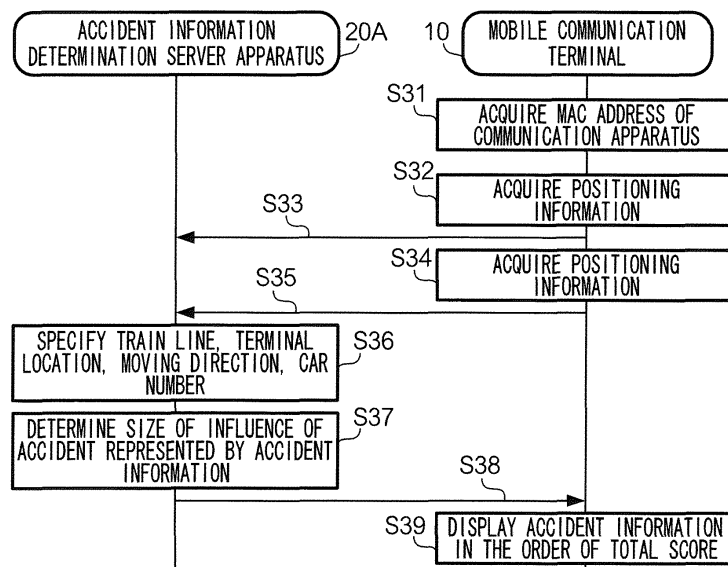 ACCIDENT INFORMATION
DETERMINATION SERVER APPARATUS
20A
10
MOBILE COMMUNICATION
TERMINAL
S31
ACQUIRE MAC ADDRESS OF
COMMUNICATION APPARATUS
S32
ACQUIRE POSITIONING
INFORMATION
S33
S34
ACQUIRE POSITIONING
INFORMATION
S35
SPECIFY TRAIN LINE, TERMINAL
LOCATION, MOVING DIRECTION, CAR
NUMBER
S36
DETERMINE SIZE OF INFLUENCE OF
ACCIDENT REPRESENTED BY ACCIDENT
INFORMATION
S37
S38
S39
DISPLAY ACCIDENT INFORMATION
IN THE ORDER OF TOTAL SCORE